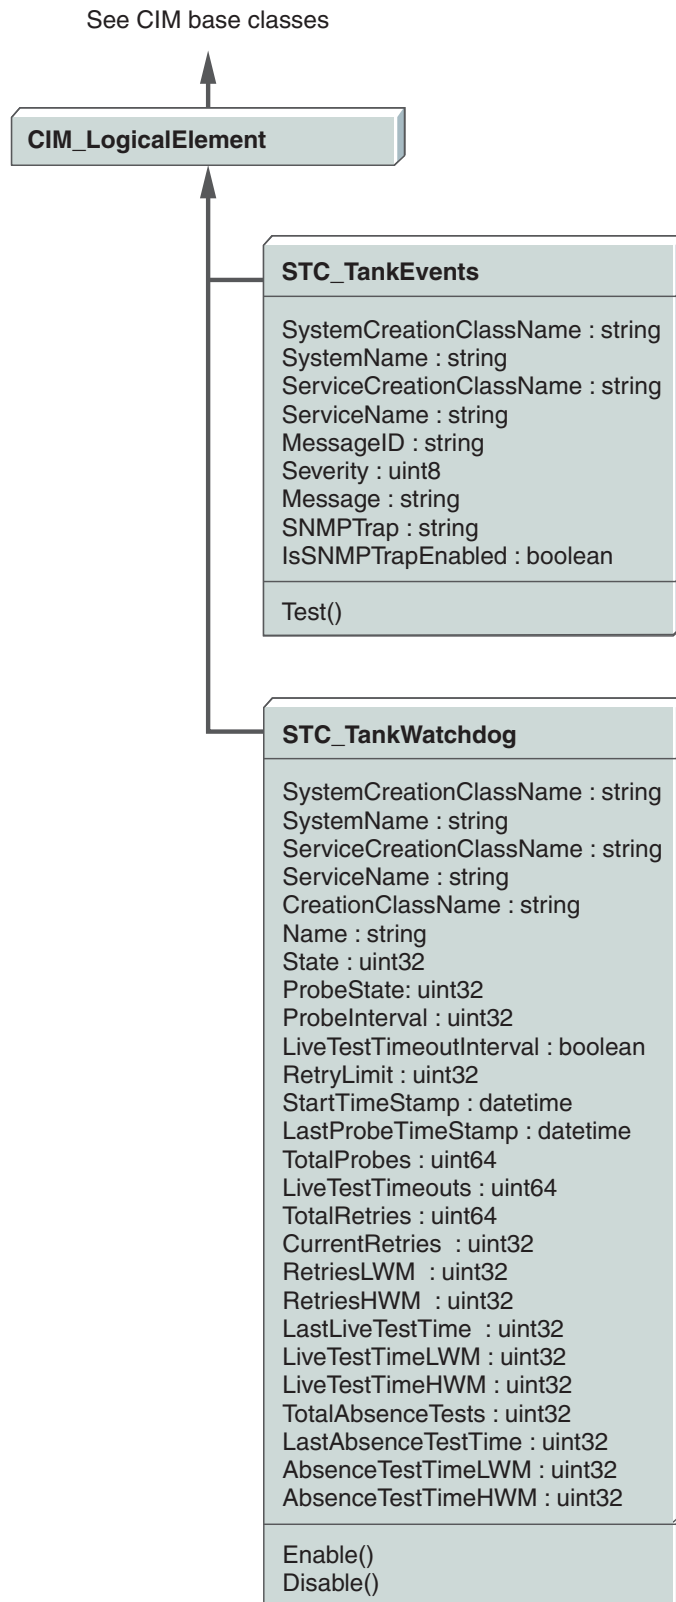 See CIM base classes
CIM_LogicalElement
STC_TankEvents
SystemCreationClassName : string
SystemName : string
ServiceCreationClassName : string
ServiceName : string
MessageID : string
Severity : uint8
Message : string
SNMPTrap : string
IsSNMPTrapEnabled : boolean
Test()
STC_TankWatchdog
SystemCreationClassName : string
SystemName : string
ServiceCreationClassName : string
ServiceName : string
CreationClassName : string
Name : string
State : uint32
ProbeState: uint32
ProbeInterval : uint32
LiveTestTimeoutInterval : boolean
RetryLimit : uint32
StartTimeStamp : datetime
LastProbeTimeStamp : datetime
TotalProbes : uint64
LiveTestTimeouts : uint64
TotalRetries : uint64
CurrentRetries : uint32
RetriesLWM : uint32
RetriesHWM : uint32
LastLiveTestTime : uint32
LiveTestTimeLWM : uint32
LiveTestTimeHWM : uint32
TotalAbsenceTests : uint32
LastAbsenceTestTime : uint32
AbsenceTestTimeLWM : uint32
AbsenceTestTimeHWM : uint32
Enable()
Disable()